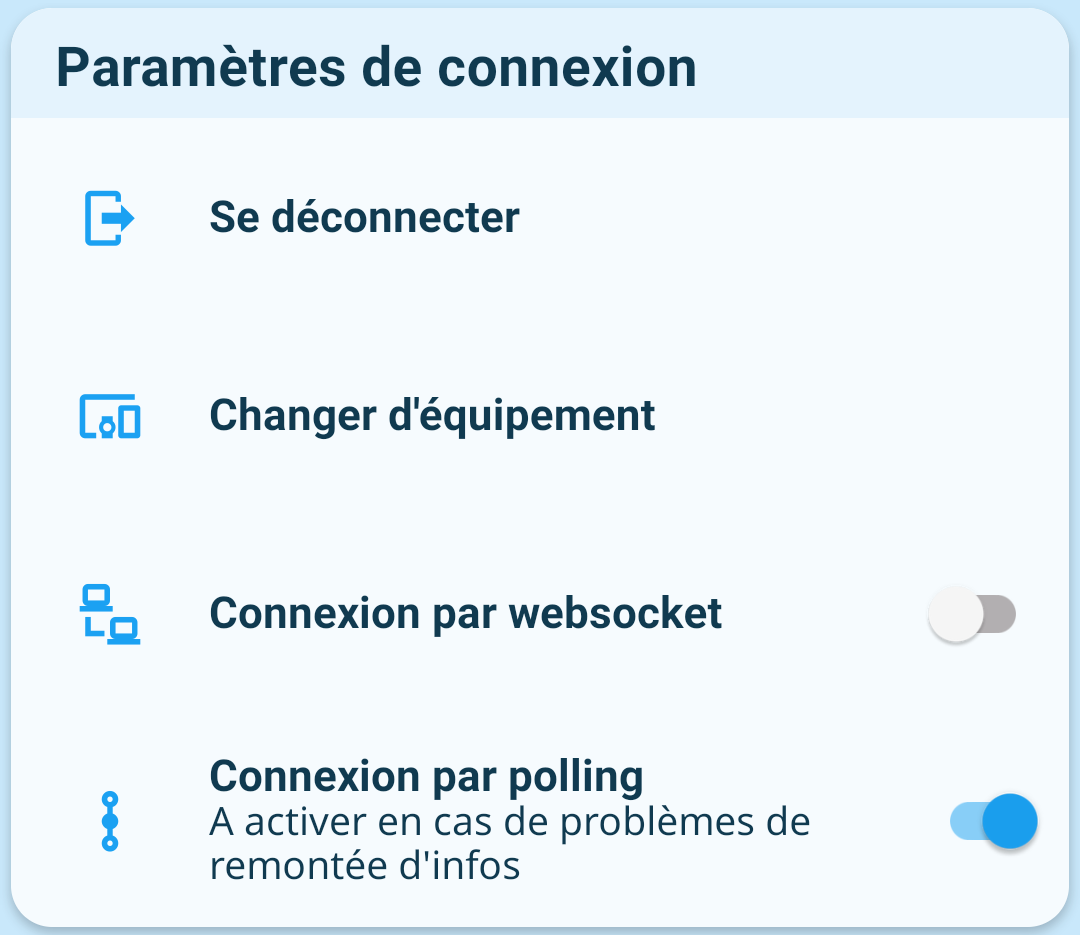 Paramètres de connexion
Se déconnecter
Changer d'équipement
Connexion par websocket
Connexion par polling
A activer en cas de problèmes de
remontée d'infos